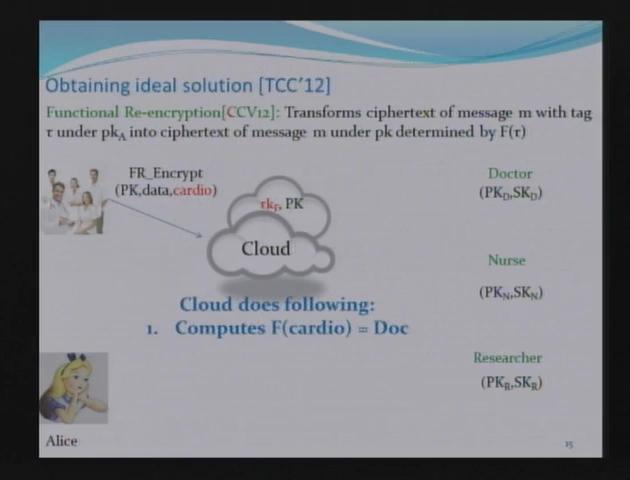 Obtaining ideal solution [TCC'12]
Functional Re-encryption[CCV12]: Transforms ciphertext of message m with tag
τ under pkA into ciphertext of message m under pk determined by F(τ)
FR_Encrypt
(PK,data,cardio)
rkF, PK
Cloud
Doctor
(PKD,SKD)
Nurse
(PKN,SKN)
Cloud does following:
1. Computes F(cardio) = Doc
Researcher
(PKR,SKR)
Alice
15